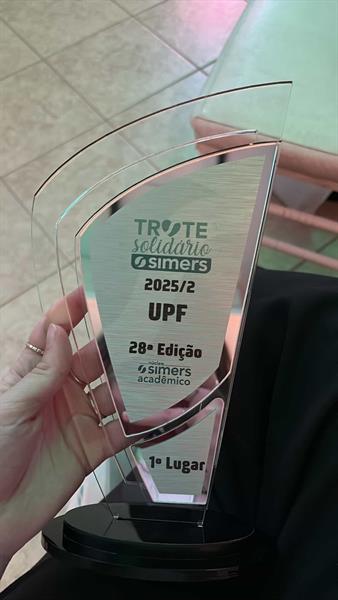 TROTE
solidário
simers
2025/2
UPF
28ª Edição
núcleo
simers
acadêmico
1º Lugar